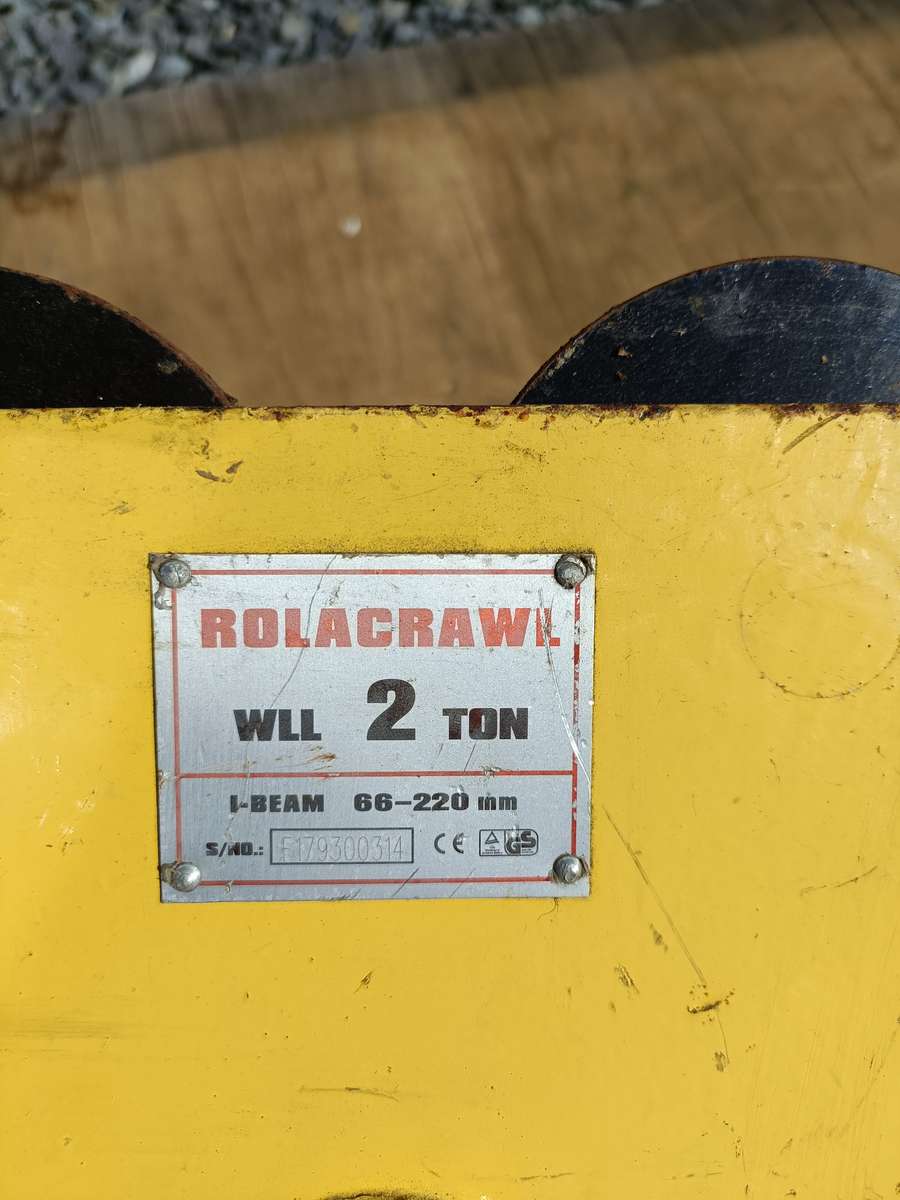 ROLACRAWL
WLL 2 TON
I-BEAM 66-220 mm
S/NO.: F179300314 CE GS